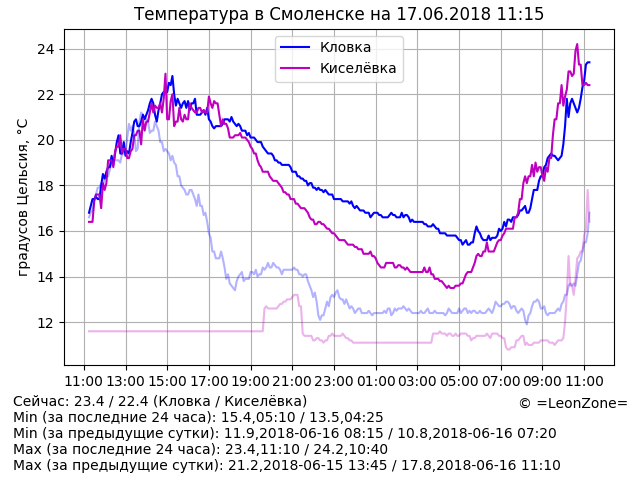 Температура в Смоленске на 17.06.2018 11:15
Кловка
Киселёвка
градусов Цельсия, °C
24
22
20
18
16
14
12
11:00 13:00 15:00 17:00 19:00 21:00 23:00 01:00 03:00 05:00 07:00 09:00 11:00
Сейчас: 23.4 / 22.4 (Кловка / Киселёвка)
© =LeonZone=
Min (за последние 24 часа): 15.4,05:10 / 13.5,04:25
Min (за предыдущие сутки): 11.9,2018-06-16 08:15 / 10.8,2018-06-16 07:20
Max (за последние 24 часа): 23.4,11:10 / 24.2,10:40
Max (за предыдущие сутки): 21.2,2018-06-15 13:45 / 17.8,2018-06-16 11:10